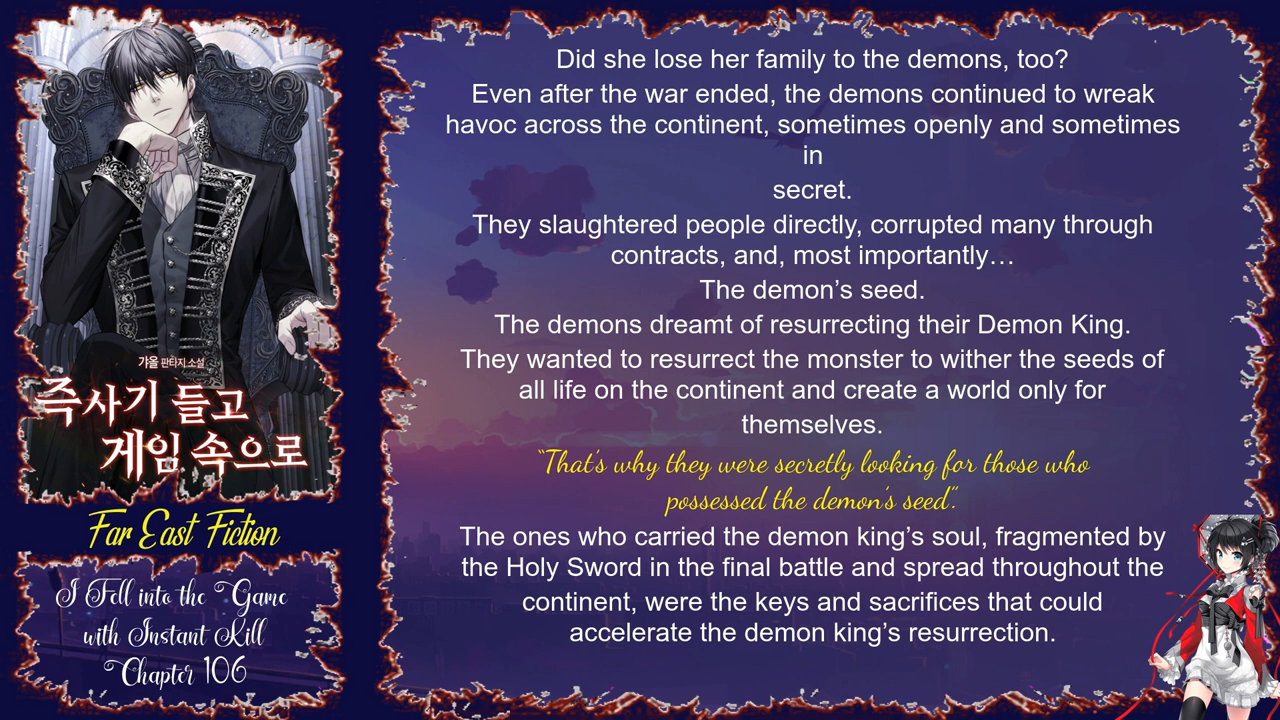 갸울 판타지 소설
즉사기 들고
게임 속으로
Far East Fiction
I Fell into the Game
with Instant Kill
Chapter 106
Did she lose her family to the demons, too?
Even after the war ended, the demons continued to wreak
havoc across the continent, sometimes openly and sometimes
in
secret.
They slaughtered people directly, corrupted many through
contracts, and, most importantly…
The demon’s seed.
The demons dreamt of resurrecting their Demon King.
They wanted to resurrect the monster to wither the seeds of
all life on the continent and create a world only for
themselves.
“That’s why they were secretly looking for those who
possessed the demon’s seed”.
The ones who carried the demon king’s soul, fragmented by
the Holy Sword in the final battle and spread throughout the
continent, were the keys and sacrifices that could
accelerate the demon king’s resurrection.